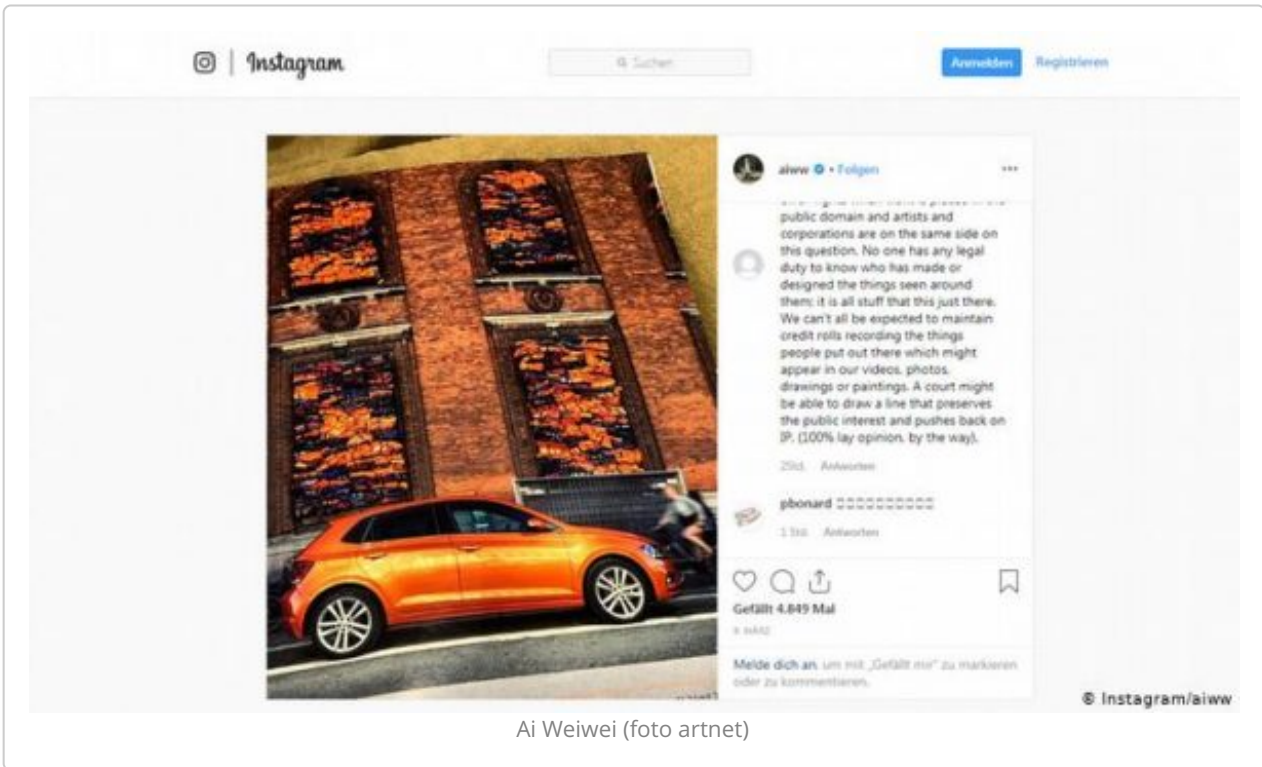 Instagram
Suchen
Anmelden
Registrieren
aiww • Folgen
public domain and artists and
corporations are on the same side on
this question. No one has any legal
duty to know who has made or
designed the things seen around
them; it is all stuff that this just there.
We can't all be expected to maintain
credit rolls recording the things
people put out there which might
appear in our videos, photos,
drawings or paintings. A court might
be able to draw a line that preserves
the public interest and pushes back on
IP. (100% lay opinion, by the way).
Antworten
pbonard
1 Std. Antworten
Gefällt 4.849 Mal
Melde dich an, um mit „Gefällt mir" zu markieren
oder zu kommentieren.
© Instagram/aiww
Ai Weiwei (foto artnet)